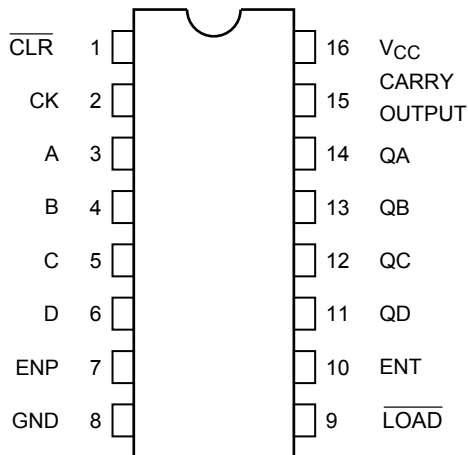 CLR 1 16 VCC
CK 2 15 CARRY OUTPUT
A 3 14 QA
B 4 13 QB
C 5 12 QC
D 6 11 QD
ENP 7 10 ENT
GND 8 9 LOAD